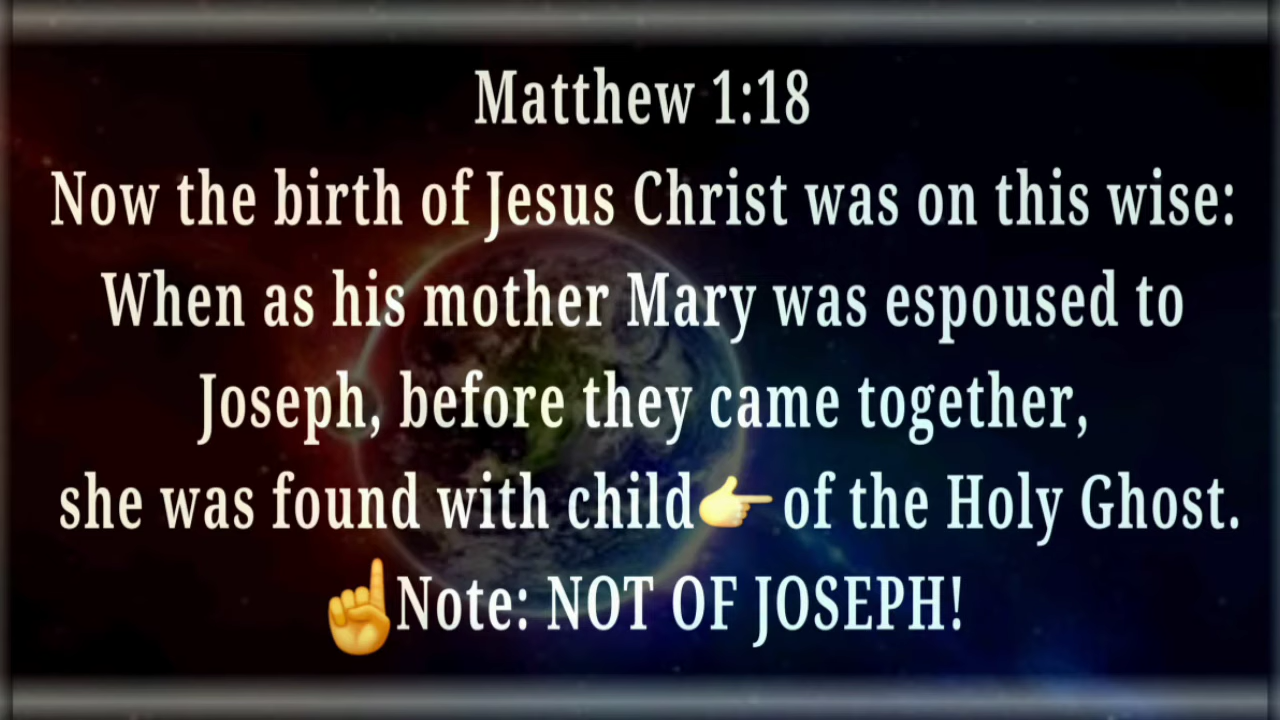 Matthew 1:18
Now the birth of Jesus Christ was on this wise:
When as his mother Mary was espoused to
Joseph, before they came together,
she was found with child👉 of the Holy Ghost.
☝Note: NOT OF JOSEPH!